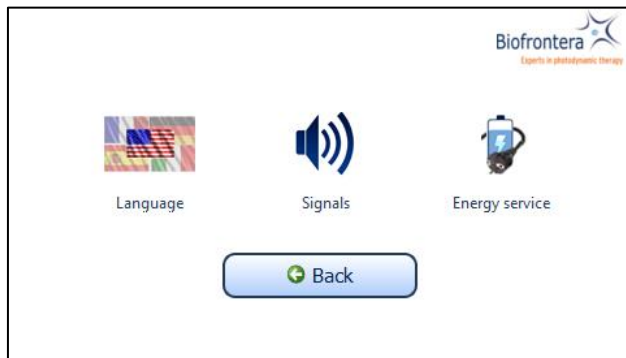 Biofrontera
Experts in photodynamic therapy
Language
Signals
Energy service
Back